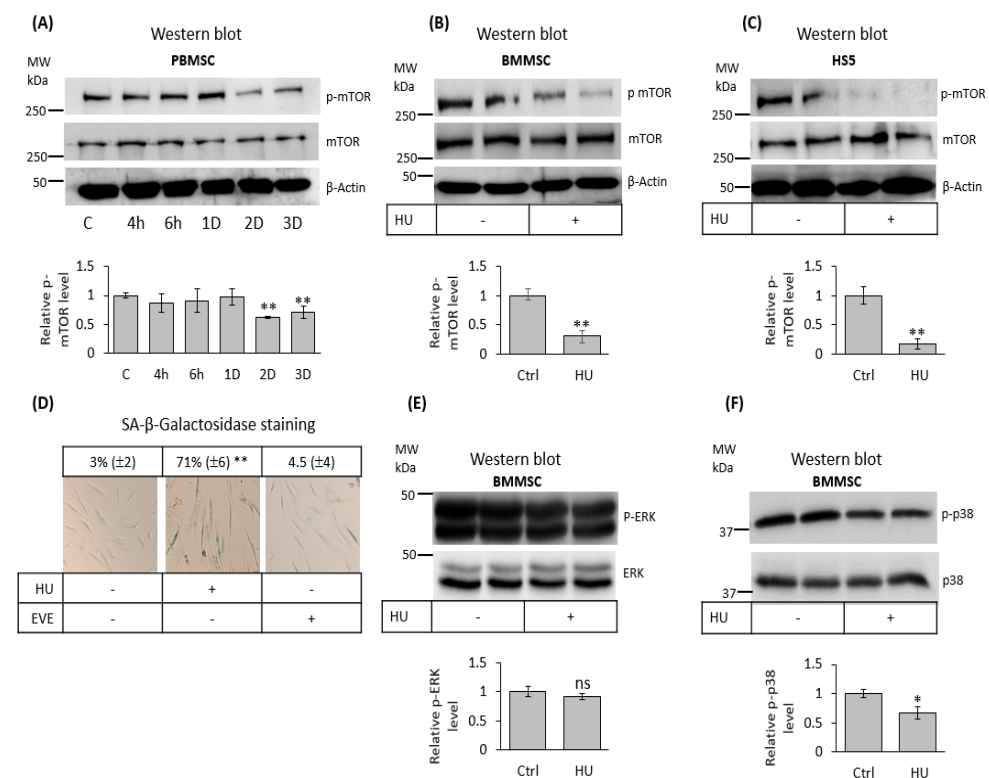 (A)
Western blot
PBMSC
MW
kDa
p-mTOR
250
mTOR
250
50
β-Actin
C 4h 6h 1D 2D 3D
Relative p-
mTOR level
1.5
1
0.5
0
** **
C 4h 6h 1D 2D 3D
(B)
Western blot
BMMSC
MW
kDa
p mTOR
250
mTOR
250
50
β-Actin
HU - +
Relative p-
mTOR level
1.5
1
0.5
0
**
Ctrl HU
(C)
Western blot
HS5
MW
kDa
p-mTOR
250
mTOR
250
50
β-Actin
HU - +
Relative p-
mTOR level
1.5
1
0.5
0
**
Ctrl HU
(D)
SA-β-Galactosidase staining
3% (±2) 71% (±6) ** 4.5 (±4)
HU - + -
EVE - - +
(E)
MW
kDa
Western blot
BMMSC
50
P-ERK
50
ERK
HU - +
Relative p-ERK
level
1.5
1
0.5
0
ns
Ctrl HU
(F)
MW
kDa
Western blot
BMMSC
p-p38
37
p38
37
HU - +
Relative p-p38
level
1.5
1
0.5
0
*
Ctrl HU